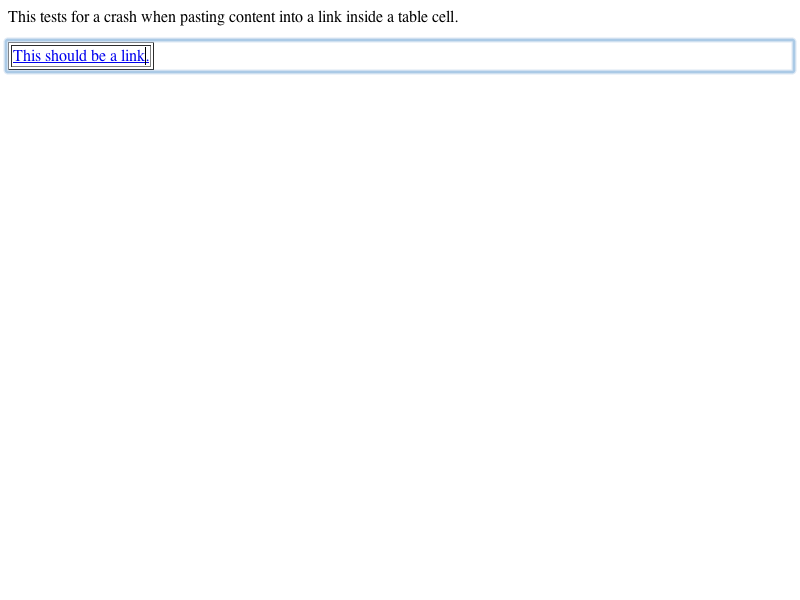 This tests for a crash when pasting content into a link inside a table cell.
This should be a link.